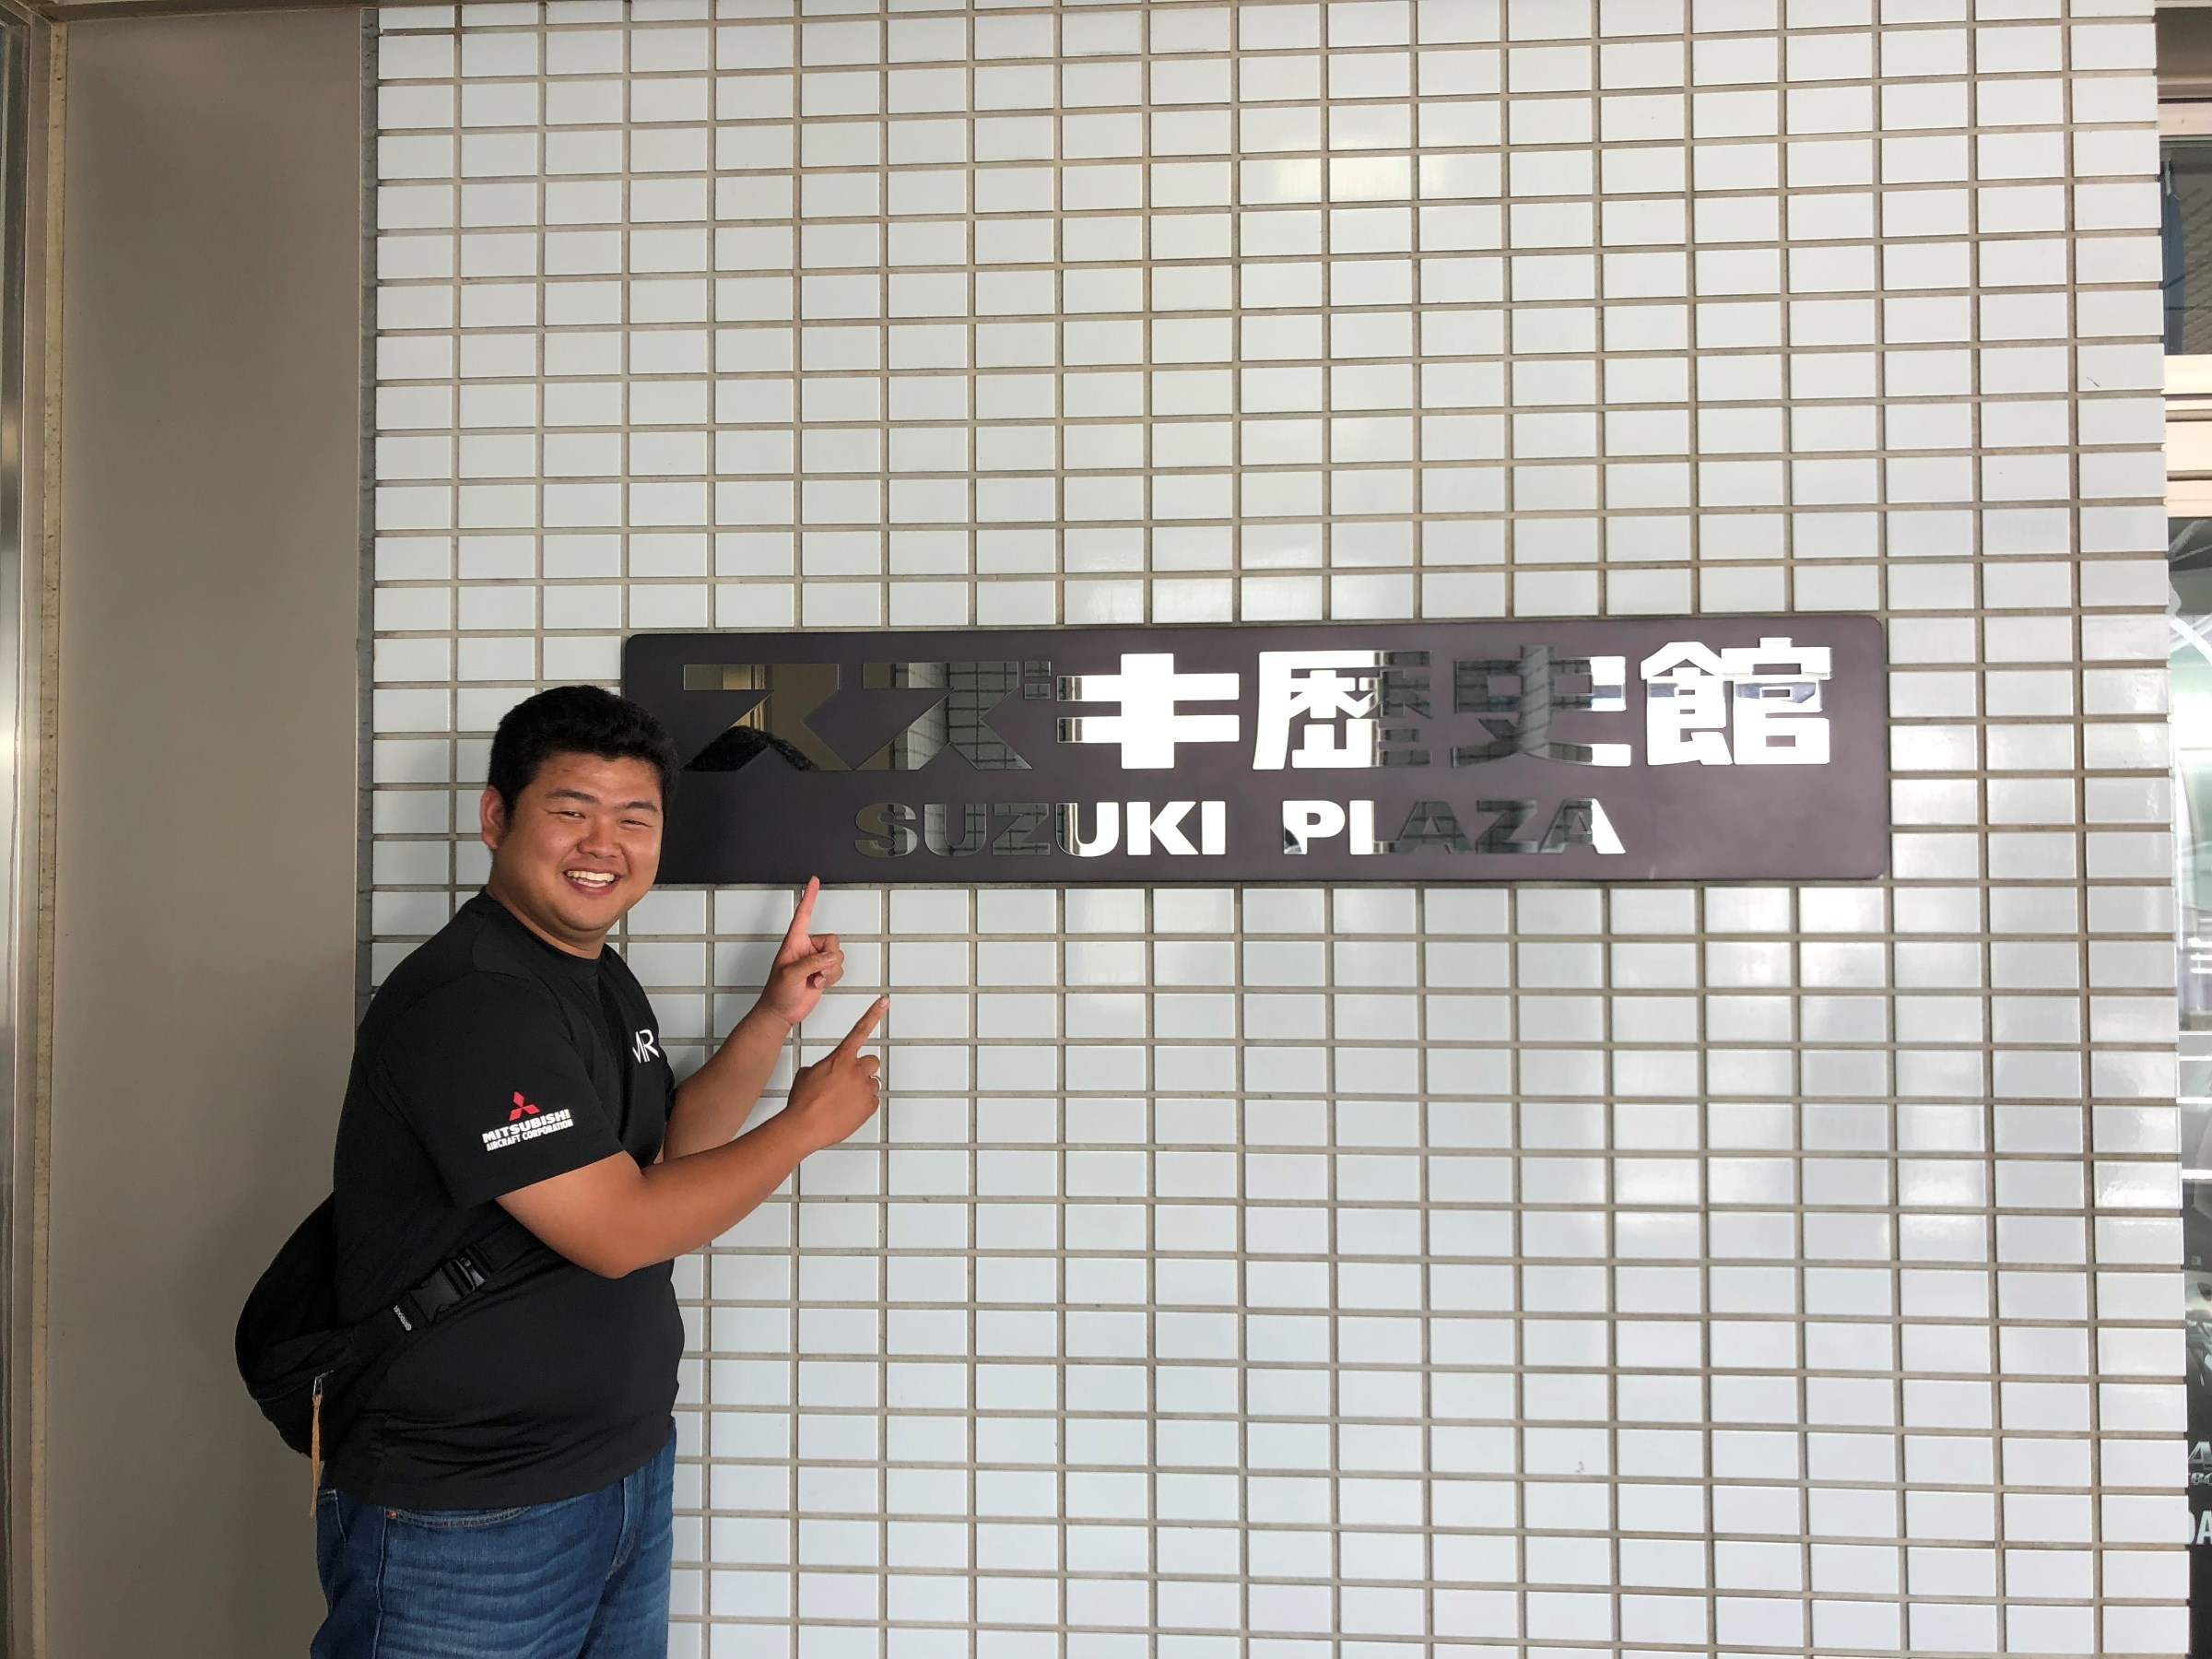 スズキ歴史館
SUZUKI PLAZA
MITSUBISHI
AIRCRAFT CORPORATION